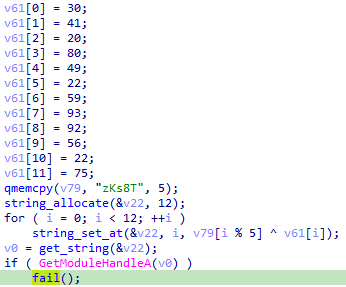 v61[0] = 30;
v61[1] = 41;
v61[2] = 20;
v61[3] = 80;
v61[4] = 49;
v61[5] = 22;
v61[6] = 59;
v61[7] = 93;
v61[8] = 92;
v61[9] = 56;
v61[10] = 22;
v61[11] = 75;
qmemcpy(v79, "zKs8T", 5);
string_allocate(&v22, 12);
for ( i = 0; i < 12; ++i )
string_set_at(&v22, i, v79[i % 5] ^ v61[i]);
v0 = get_string(&v22);
if ( GetModuleHandleA(v0) )
fail();